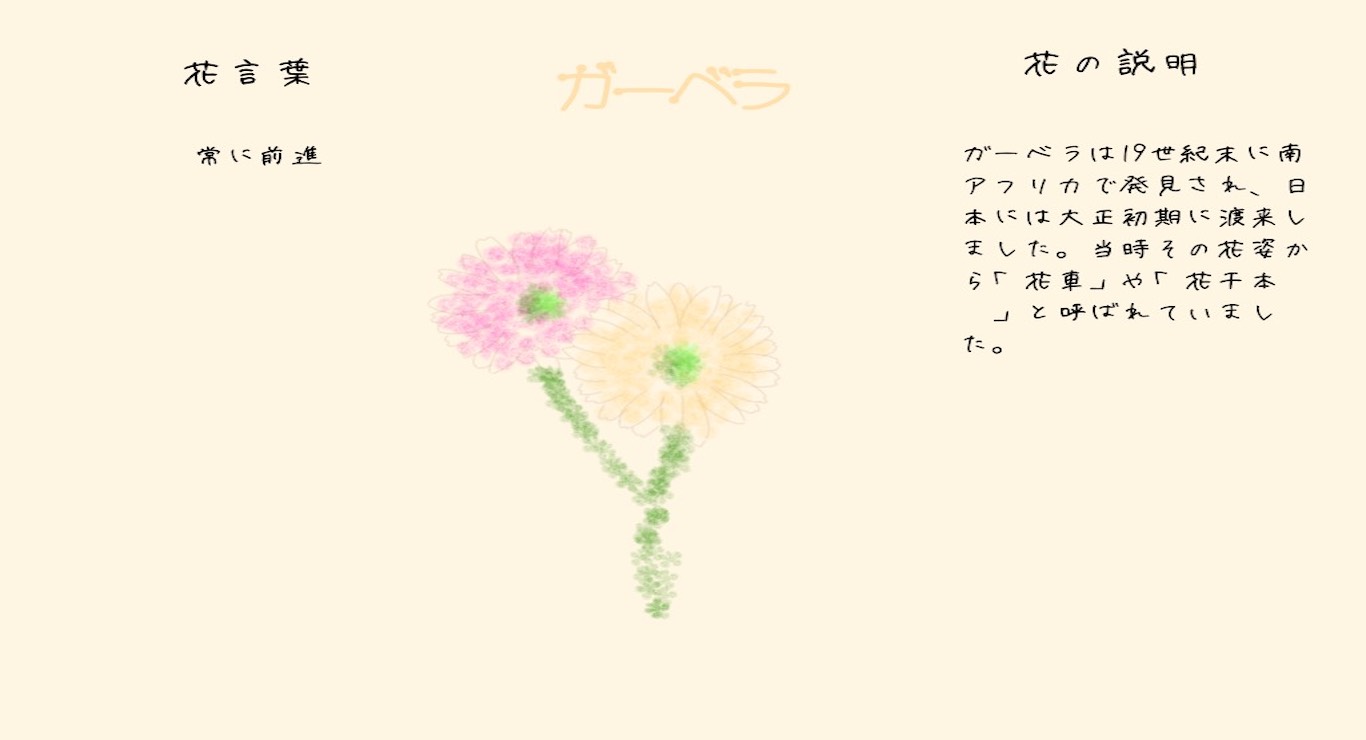 花言葉
常に前進
ガーベラ
花の説明
ガーベラは19世紀末に南
アフリカで発見され、日
本には大正初期に渡来し
ました。当時その花姿か
ら「花車」や「花千本
」と呼ばれていまし
た。